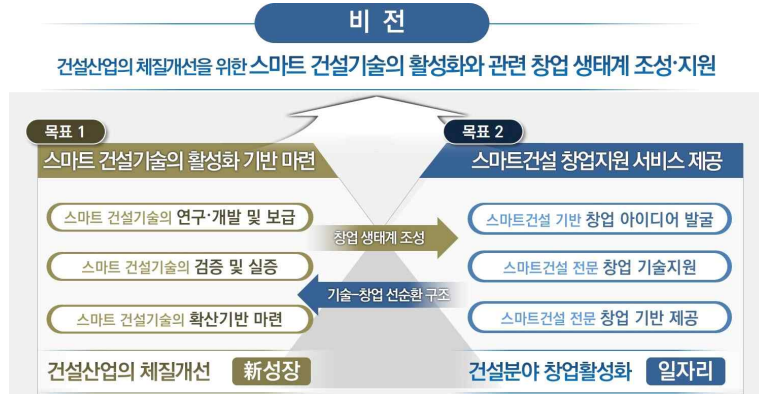 비 전
건설산업의 체질개선을 위한 스마트 건설기술의 활성화와 관련 창업 생태계 조성·지원
목표 1
스마트 건설기술의 활성화 기반 마련
스마트 건설기술의 연구·개발 및 보급
스마트 건설기술의 검증 및 실증
스마트 건설기술의 확산기반 마련
건설산업의 체질개선 新성장
창업 생태계 조성
기술-창업 선순환 구조
목표 2
스마트건설 창업지원 서비스 제공
스마트건설 기반 창업 아이디어 발굴
스마트건설 전문 창업 기술지원
스마트건설 전문 창업 기반 제공
건설분야 창업활성화 일자리